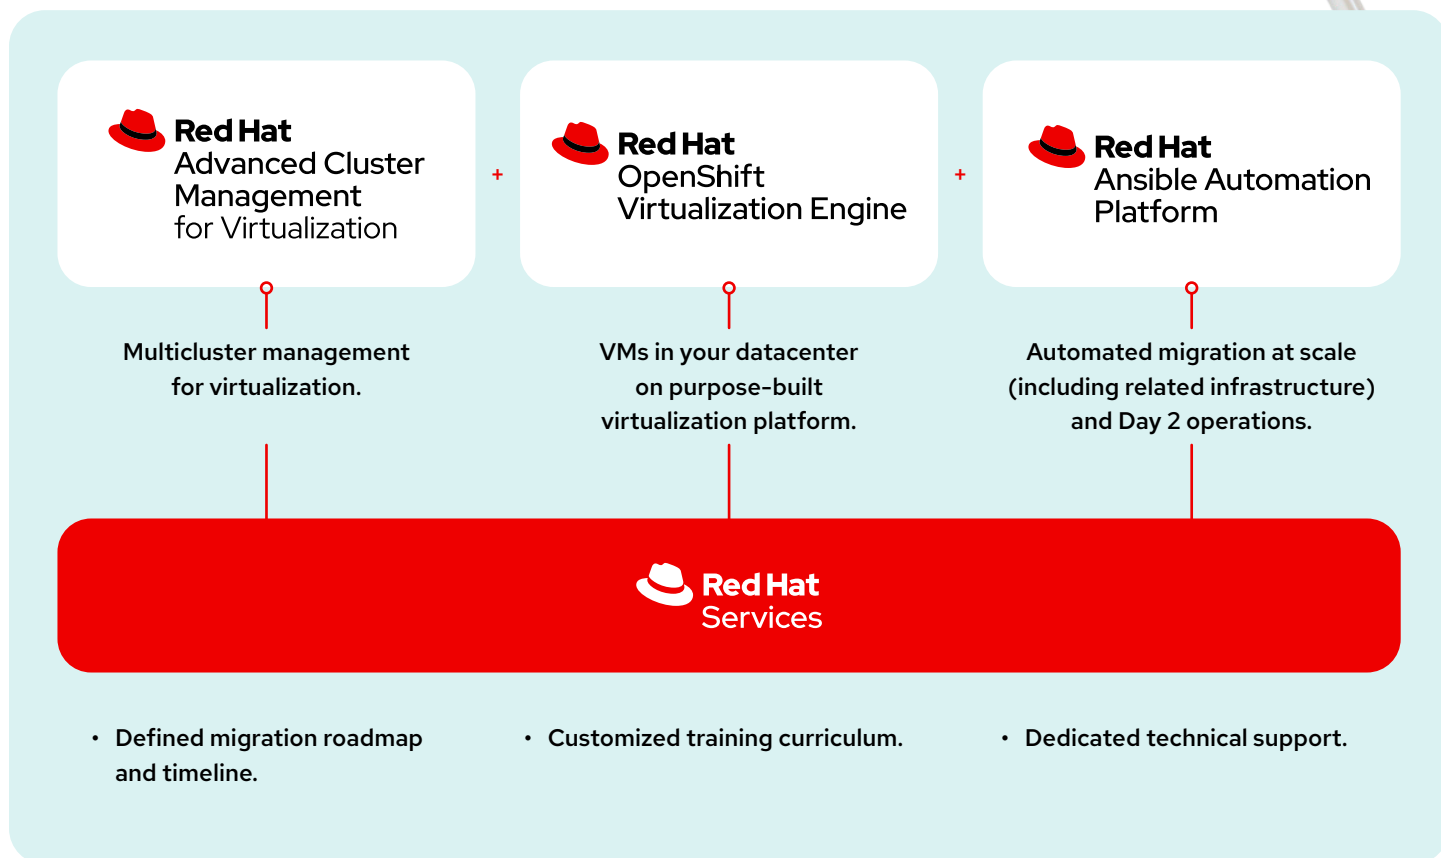 Red Hat
Advanced Cluster
Management
for Virtualization
+
Red Hat
OpenShift
Virtualization Engine
+
Red Hat
Ansible Automation
Platform
Multicluster management
for virtualization.
VMs in your datacenter
on purpose-built
virtualization platform.
Automated migration at scale
(including related infrastructure)
and Day 2 operations.
Red Hat
Services
• Defined migration roadmap
and timeline.
• Customized training curriculum.
• Dedicated technical support.